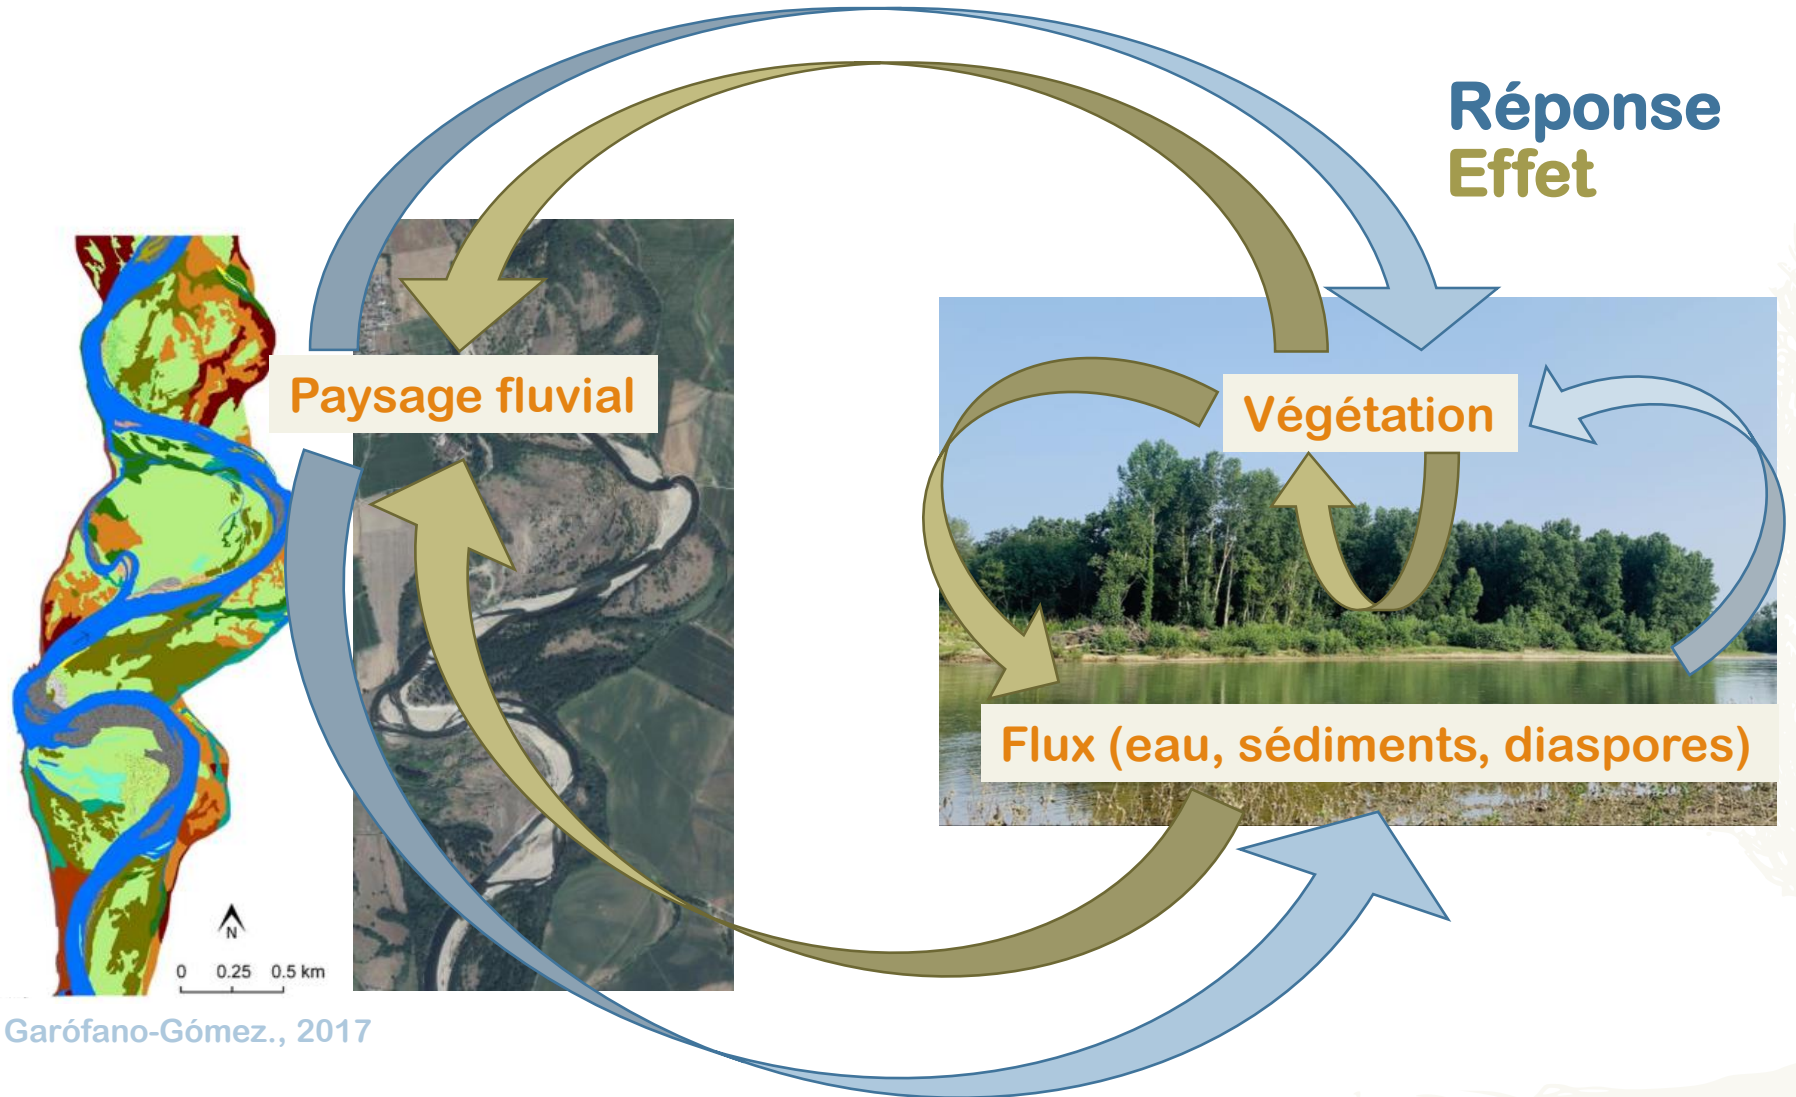 Réponse
Effet
Paysage fluvial
Végétation
Flux (eau, sédiments, diaspores)
N
0 0.25 0.5 km
Garófano-Gómez., 2017